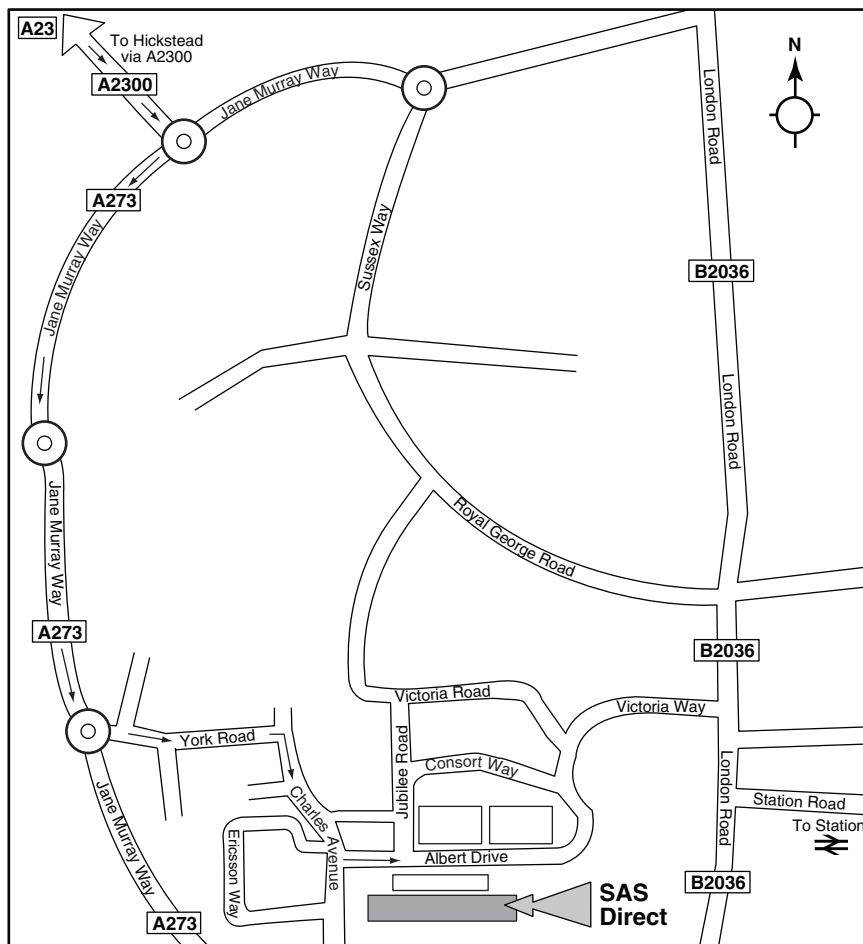 A23
To Hickstead
via A2300
A2300
Jane Murray Way
N
London Road
A273
Sussex Way
Jane Murray Way
B2036
London Road
Jane Murray Way
Royal George Road
A273
B2036
Victoria Road
Victoria Way
York Road
Consort Way
Jubilee Road
London Road
Jane Murray Way
Charles Avenue
Station Road
To Station
Ericsson Way
Albert Drive
B2036
SAS
Direct
A273